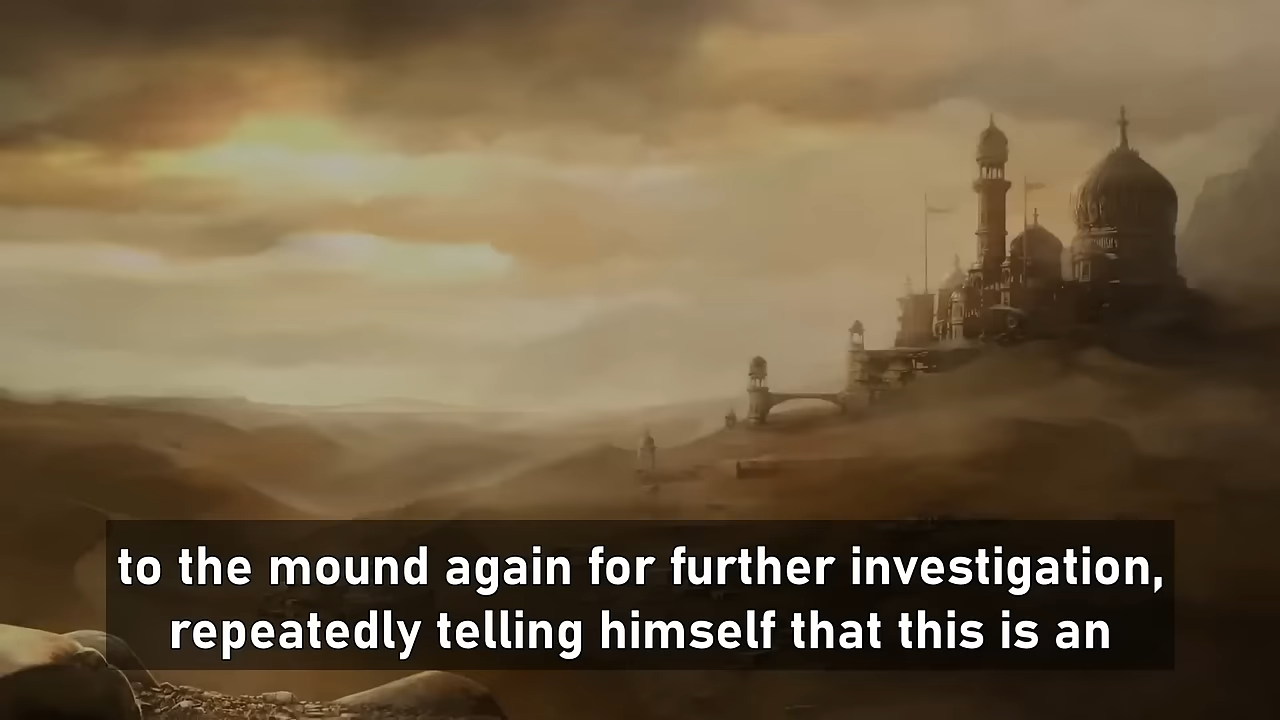 to the mound again for further investigation,
repeatedly telling himself that this is an